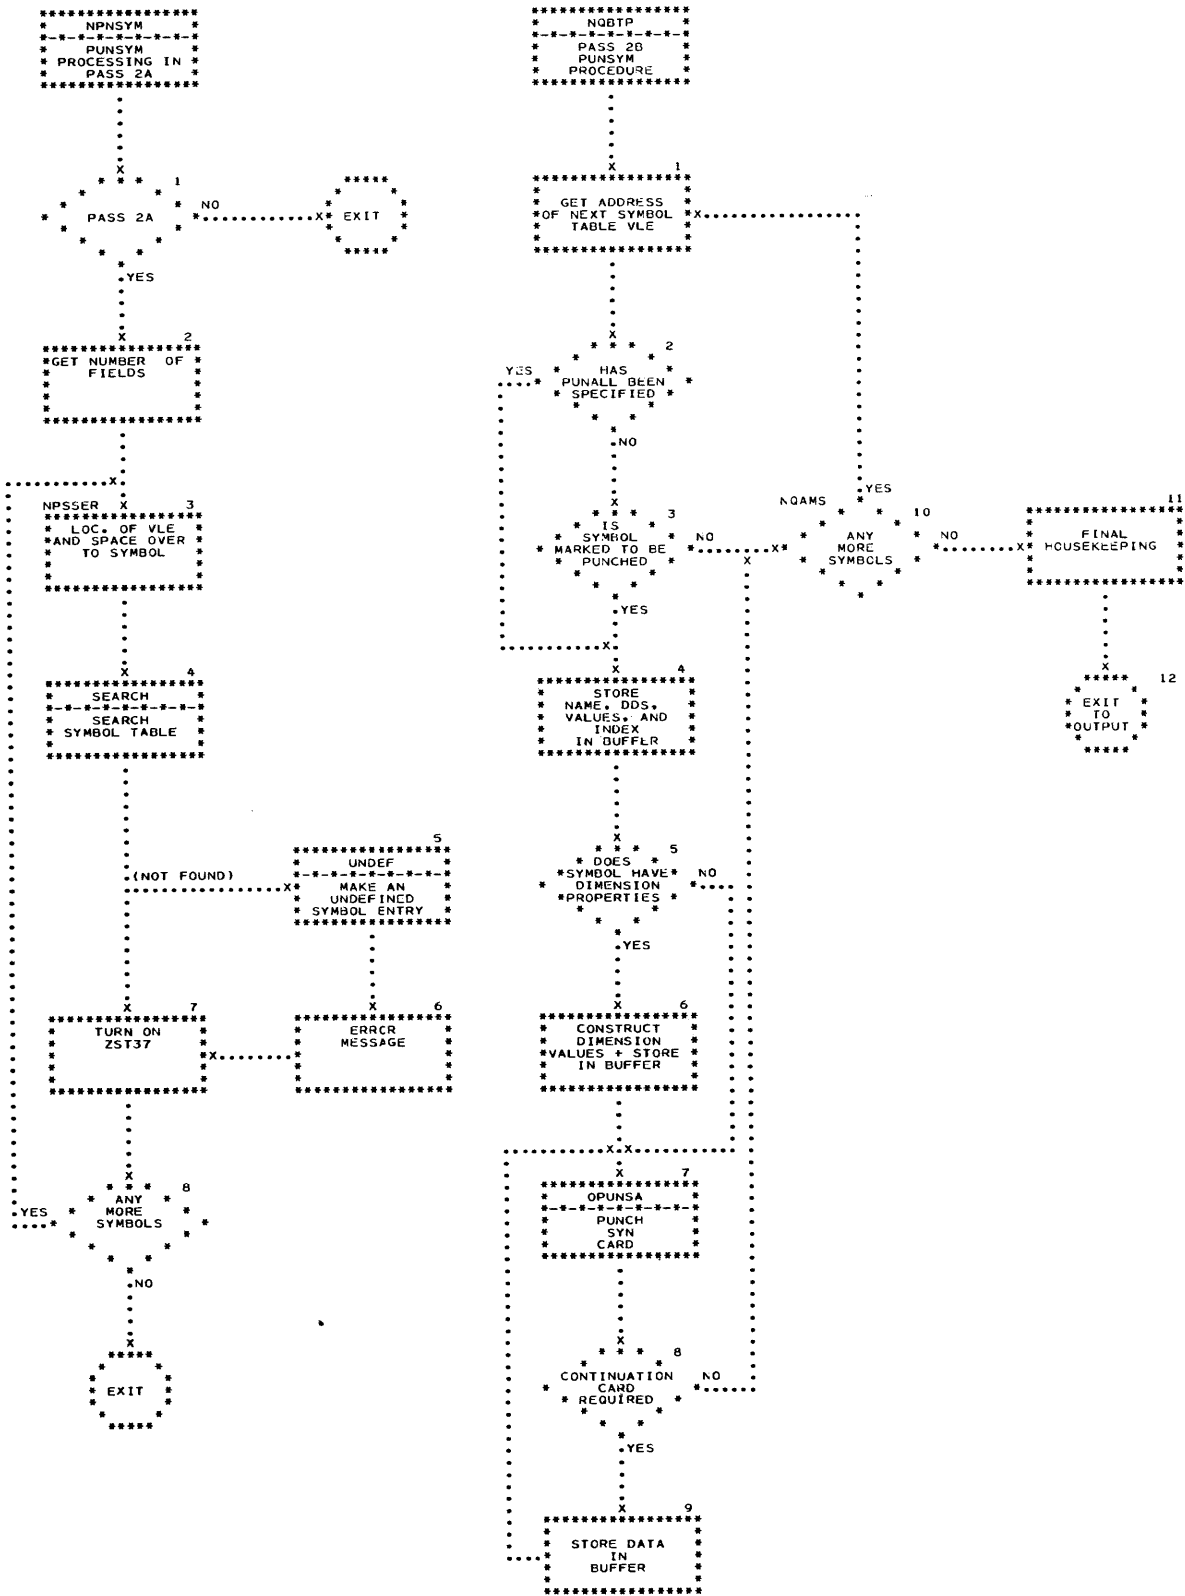 NPNSYM
PUNSYM
PROCESSING IN
PASS 2A
1
PASS 2A
NO
EXIT
YES
2
GET NUMBER OF
FIELDS
NPSSER
3
LOC. OF VLE
AND SPACE OVER
TO SYMBOL
4
SEARCH
SEARCH
SYMBOL TABLE
(NOT FOUND)
5
UNDEF
MAKE AN
UNDEFINED
SYMBOL ENTRY
6
ERRCR
MESSAGE
7
TURN ON
ZST37
8
ANY
MORE
SYMBOLS
YES
NO
EXIT
NQBTP
PASS 2B
PUNSYM
PROCEDURE
1
GET ADDRESS
OF NEXT SYMBOL
TABLE VLE
2
HAS
PUNALL BEEN
SPECIFIED
YES
NO
3
IS
SYMBOL
MARKED TO BE
PUNCHED
NO
YES
4
STORE
NAME, DDS,
VALUES, AND
INDEX
IN BUFFER
5
DOES
SYMBOL HAVE
DIMENSION
PROPERTIES
NO
YES
6
CONSTRUCT
DIMENSION
VALUES + STORE
IN BUFFER
7
OPUNSA
PUNCH
SYN
CARD
8
CONTINUATION
CARD
REQUIRED
NO
YES
9
STORE DATA
IN
BUFFER
NQAMS
YES
10
ANY
MORE
SYMBCLS
NO
11
FINAL
HOUSEKEEPING
12
EXIT
TO
OUTPUT